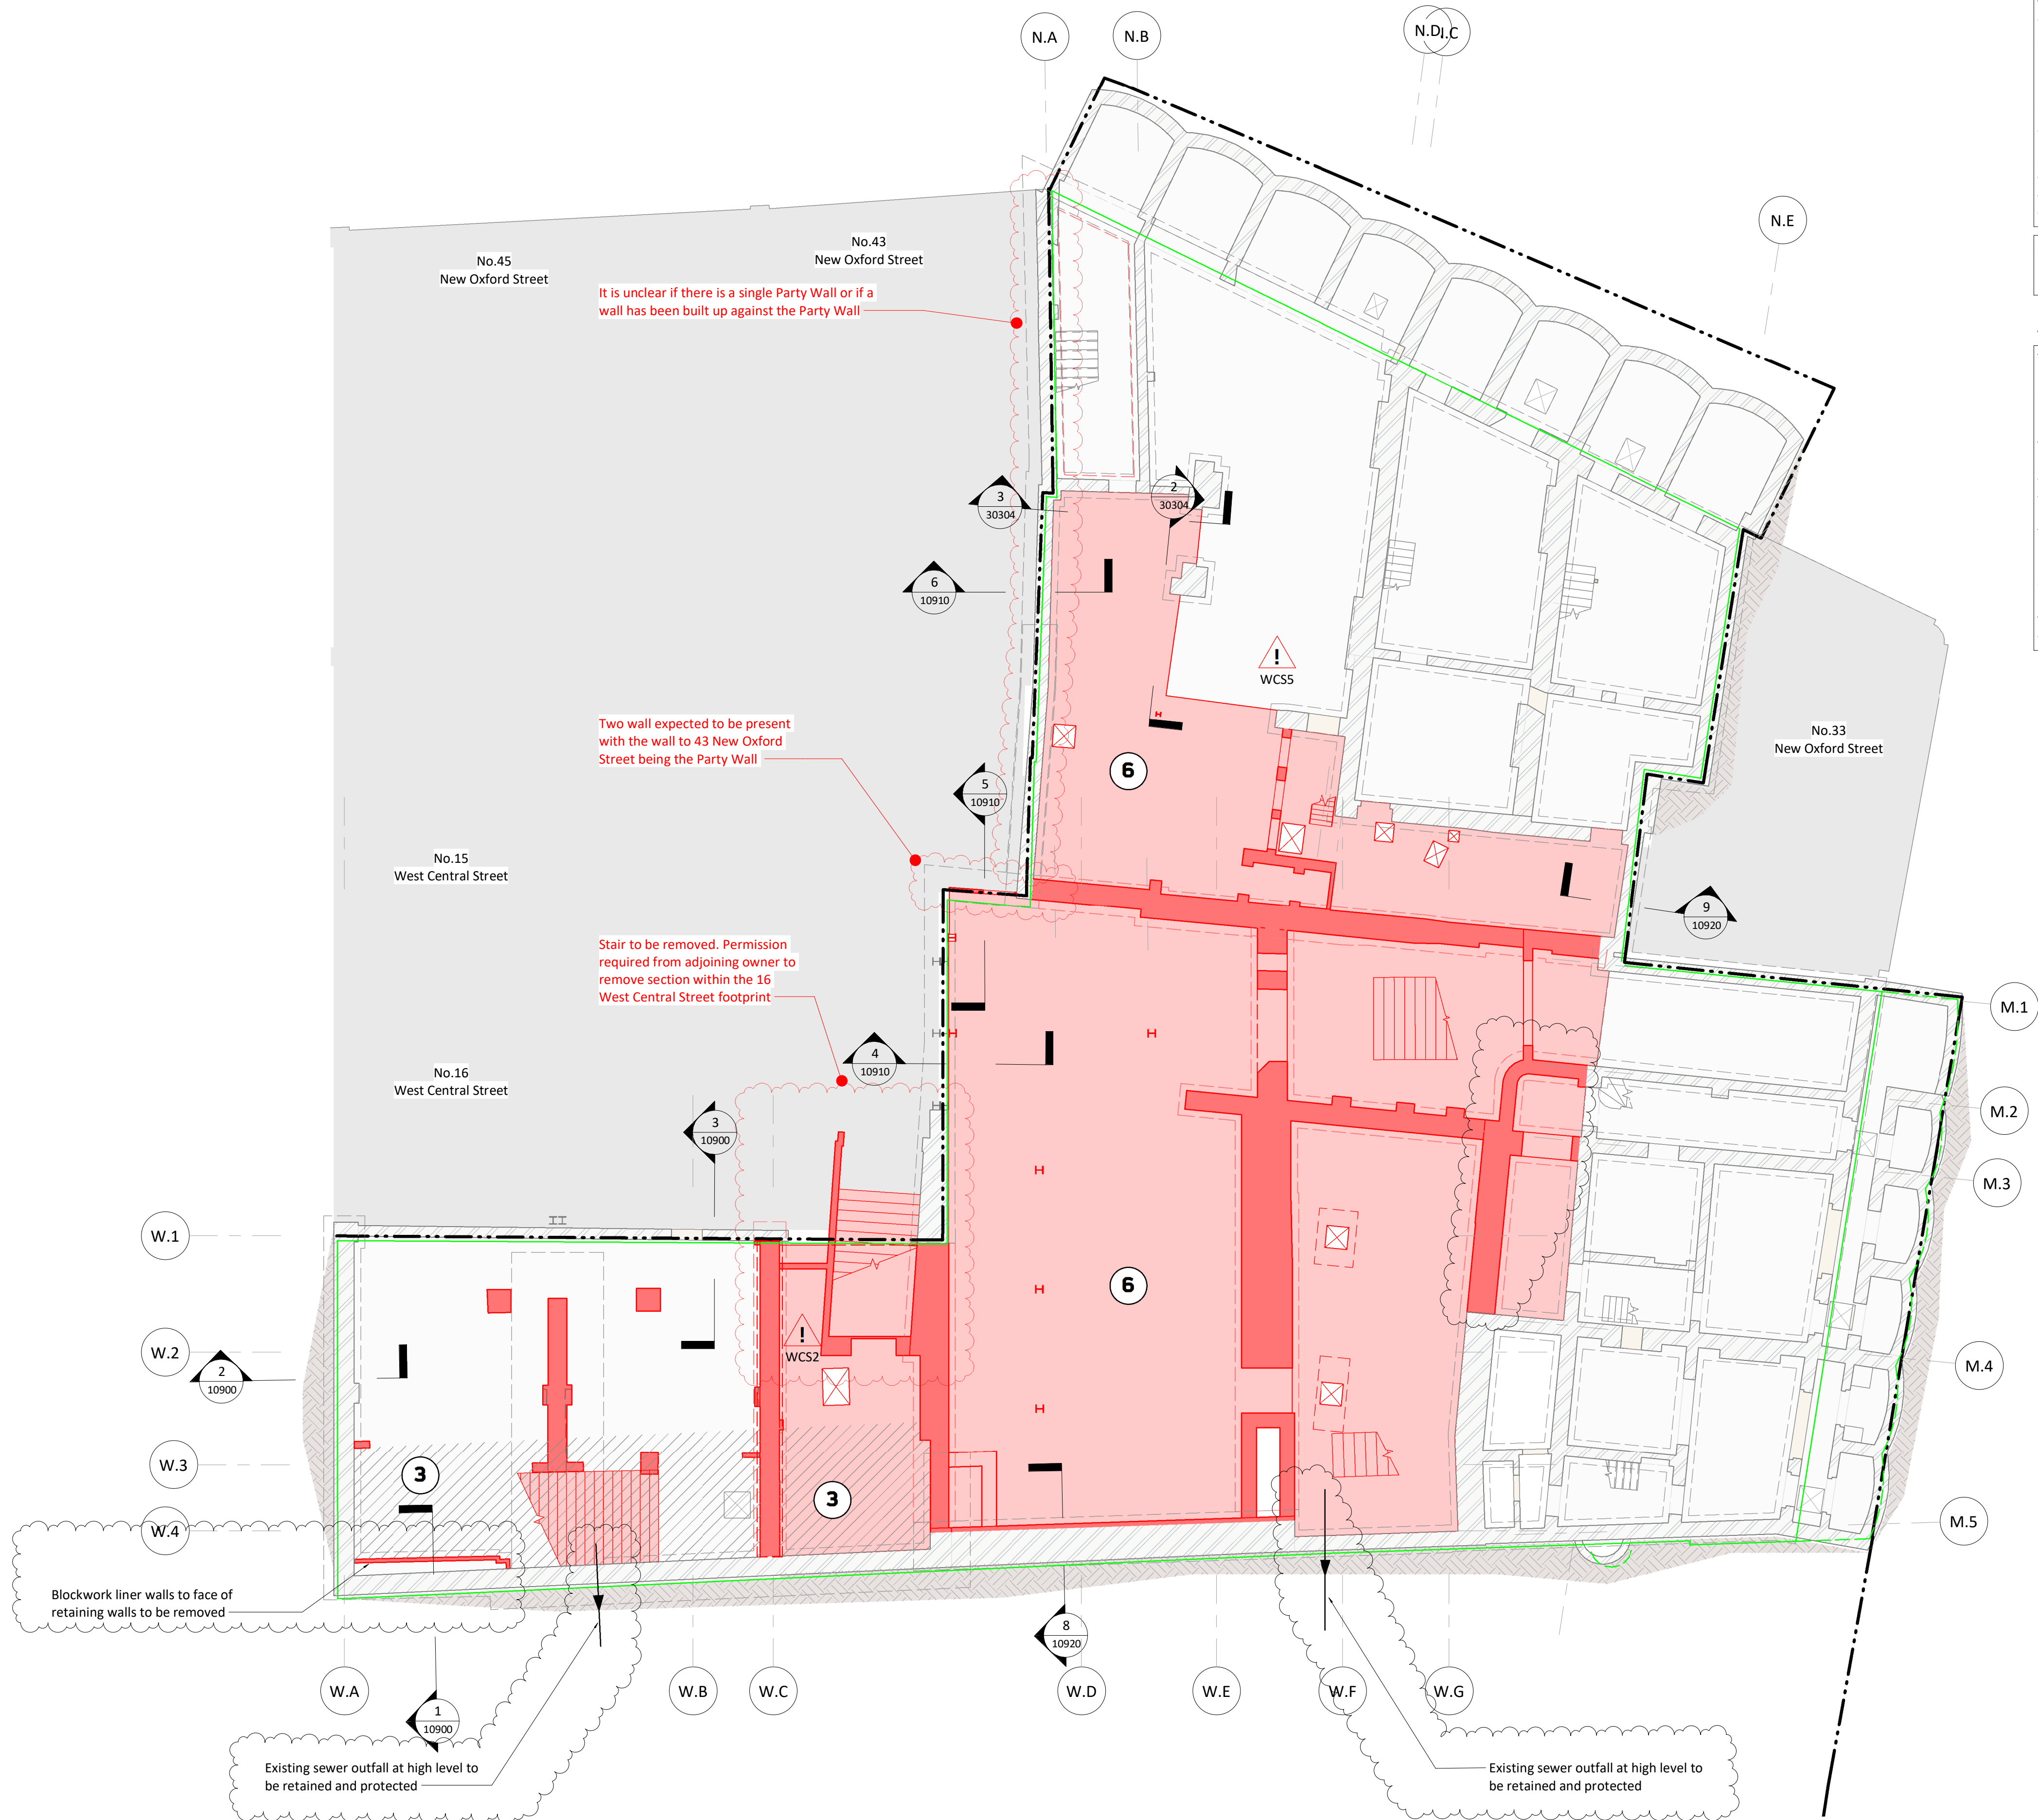 N.A
N.B
N.D
N.E
No.45
New Oxford Street
No.43
New Oxford Street
It is unclear if there is a single Party Wall or if a
wall has been built up against the Party Wall
3
30304
2
30304
6
10910
WCS5
Two wall expected to be present
with the wall to 43 New Oxford
Street being the Party Wall
No.33
New Oxford Street
6
5
10910
No.15
West Central Street
9
10920
Stair to be removed. Permission
required from adjoining owner to
remove section within the 16
West Central Street footprint
M.1
4
10910
No.16
West Central Street
M.2
3
10900
M.3
W.1
6
W.2
WCS2
M.4
2
10900
W.3
3
3
W.4
M.5
Blockwork liner walls to face of
retaining walls to be removed
8
10920
W.A
W.B
W.C
W.D
W.E
W.F
W.G
1
10900
Existing sewer outfall at high level to
be retained and protected
Existing sewer outfall at high level to
be retained and protected